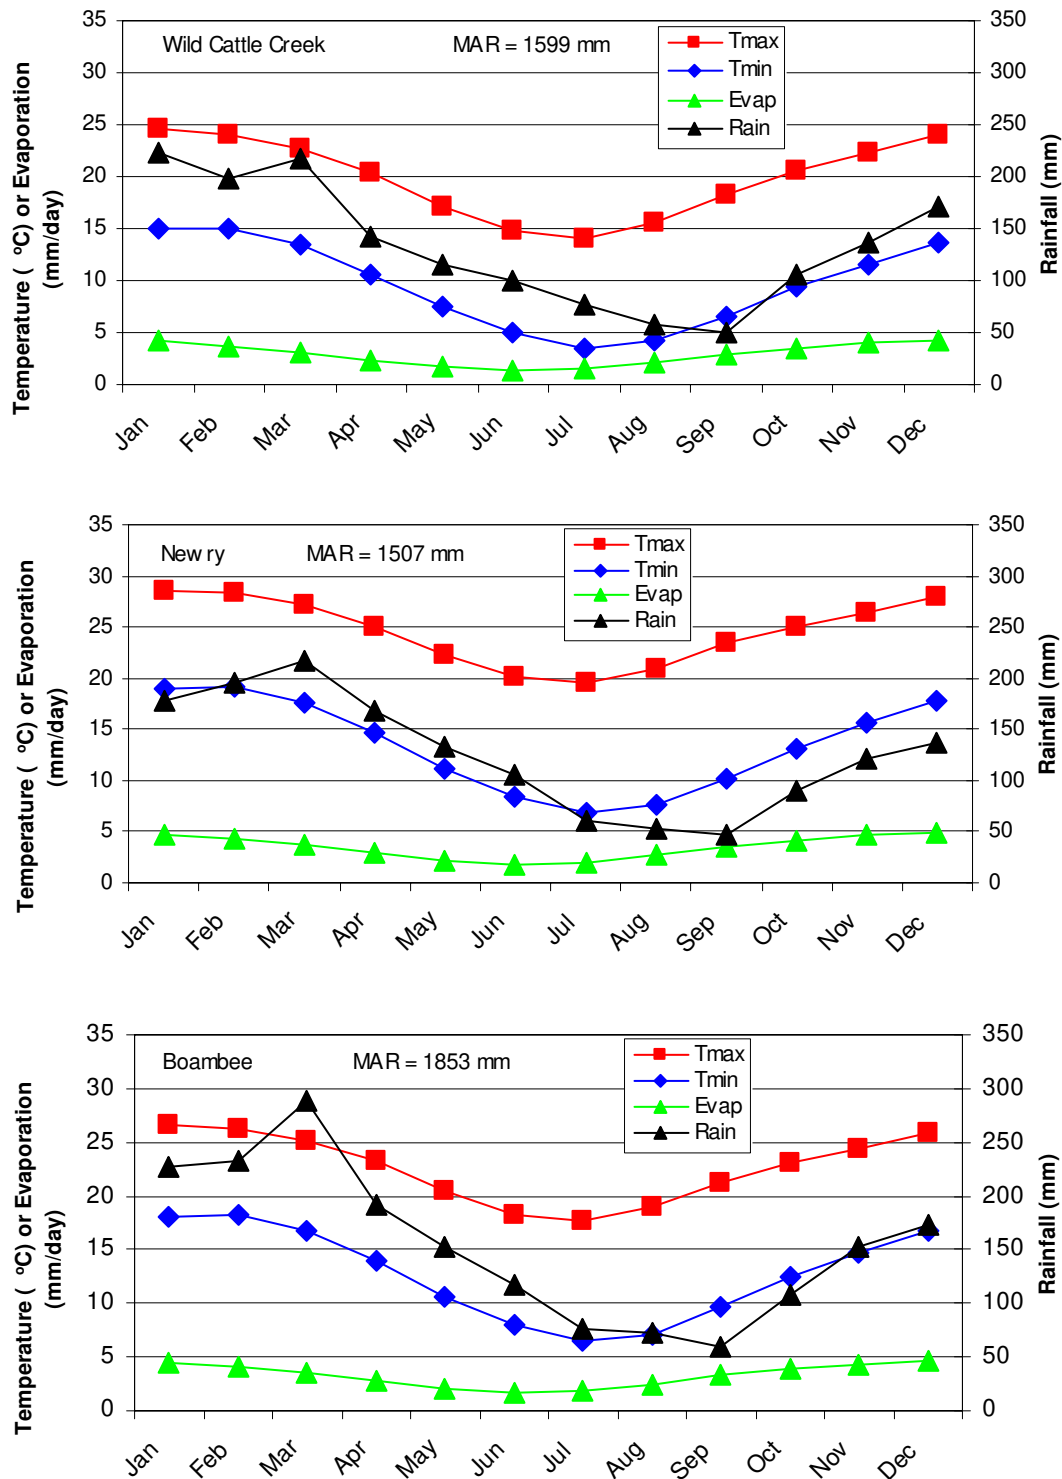 Wild Cattle Creek MAR = 1599 mm
Tmax
Tmin
Evap
Rain
35
30
25
20
15
10
5
0
350
300
250
200
150
100
50
0
Temperature ( ºC) or Evaporation
(mm/day)
Rainfall (mm)
Jan Feb Mar Apr May Jun Jul Aug Sep Oct Nov Dec
New ry MAR = 1507 mm
Tmax
Tmin
Evap
Rain
35
30
25
20
15
10
5
0
350
300
250
200
150
100
50
0
Temperature ( ºC) or Evaporation
(mm/day)
Rainfall (mm)
Jan Feb Mar Apr May Jun Jul Aug Sep Oct Nov Dec
Boambee MAR = 1853 mm
Tmax
Tmin
Evap
Rain
35
30
25
20
15
10
5
0
350
300
250
200
150
100
50
0
Temperature ( ºC) or Evaporation
(mm/day)
Rainfall (mm)
Jan Feb Mar Apr May Jun Jul Aug Sep Oct Nov Dec